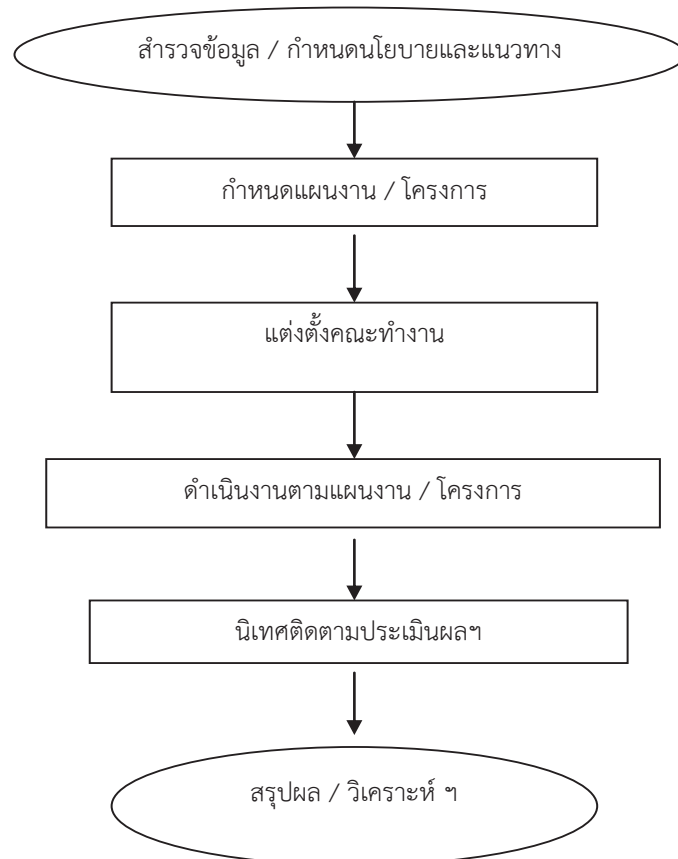 สำรวจข้อมูล / กำหนดนโยบายและแนวทาง
กำหนดแผนงาน / โครงการ
แต่งตั้งคณะทำงาน
ดำเนินงานตามแผนงาน / โครงการ
นิเทศติดตามประเมินผลฯ
สรุปผล / วิเคราะห์ ฯ